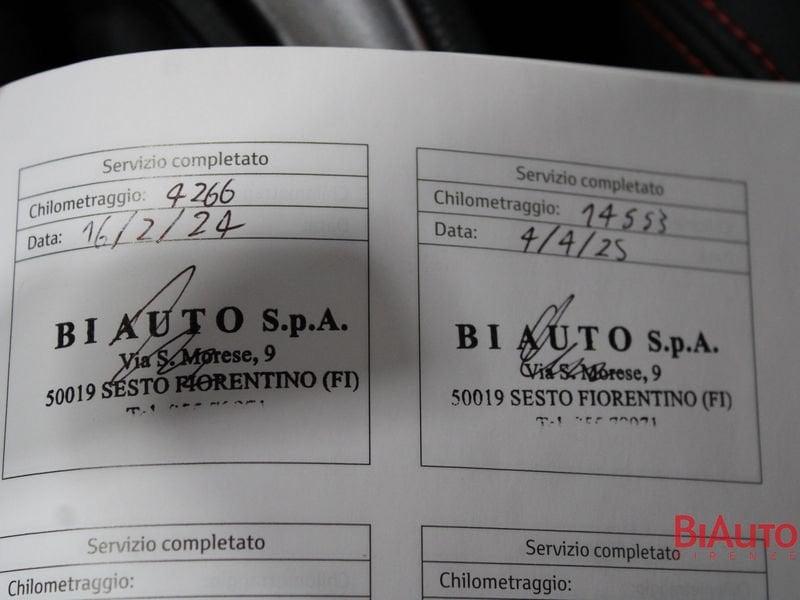 Servizio completato
Chilometraggio: 4266
Data: 16/2/24
BI AUTO S.p.A.
Via S. Morese, 9
50019 SESTO FIORENTINO (FI)
Servizio completato
Chilometraggio: 14553
Data: 4/4/25
BI AUTO S.p.A.
Via S. Morese, 9
50019 SESTO FIORENTINO (FI)
Servizio completato
Chilometraggio:
Servizio completato
Chilometraggio:
BIAUTO
FIRENZE